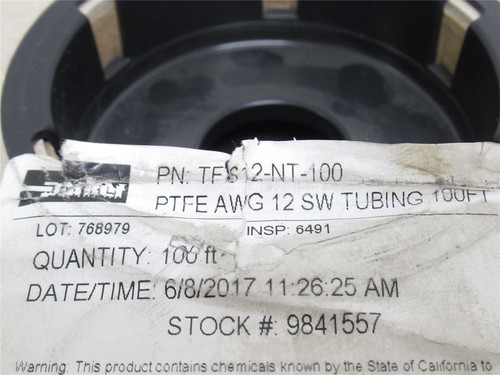 Parker
PN: TFS12-NT-100
PTFE AWG 12 SW TUBING 100FT
LOT: 768979 INSP: 6491
QUANTITY: 100 ft
DATE/TIME: 6/8/2017 11:26:25 AM
STOCK #: 9841557
Warning: This product contains chemicals known by the State of California to